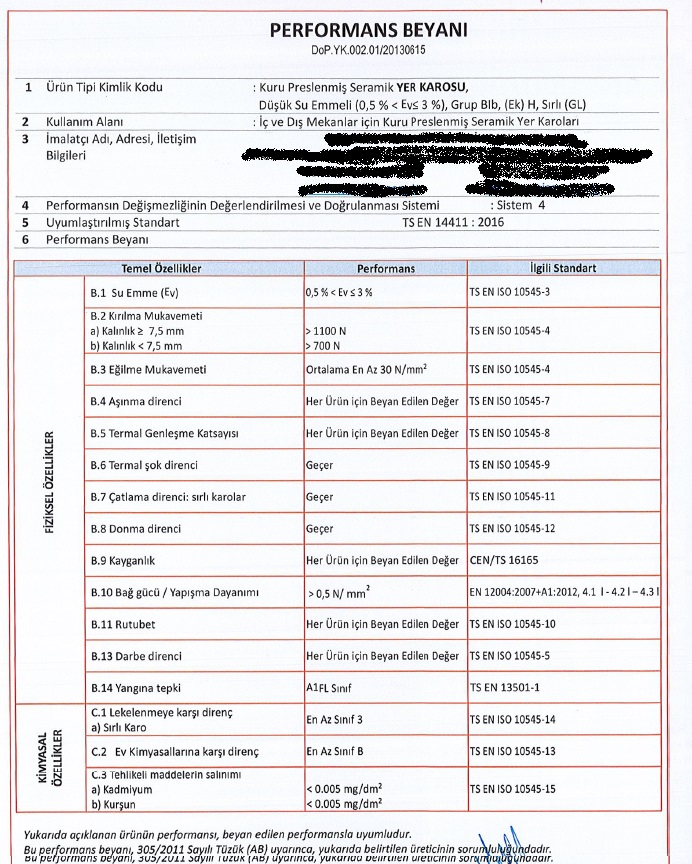 PERFORMANS BEYANI
DoP.YK.002.01/20130615
1 Ürün Tipi Kimlik Kodu : Kuru Preslenmiş Seramik YER KAROSU,
Düşük Su Emmeli (0,5 % < Ev≤ 3 %), Grup BIb, (Ek) H, Sırlı (GL)
2 Kullanım Alanı : İç ve Dış Mekanlar için Kuru Preslenmiş Seramik Yer Karoları
3 İmalatçı Adı, Adresi, İletişim
Bilgileri
4 Performansın Değişmezliğinin Değerlendirilmesi ve Doğrulanması Sistemi : Sistem 4
5 Uyumlaştırılmış Standart TS EN 14411 : 2016
6 Performans Beyanı
Temel Özellikler Performans İlgili Standart
FİZİKSEL ÖZELLİKLER
B.1 Su Emme (Ev) 0,5 % < Ev ≤ 3 % TS EN ISO 10545-3
B.2 Kırılma Mukavemeti
a) Kalınlık ≥ 7,5 mm > 1100 N TS EN ISO 10545-4
b) Kalınlık < 7,5 mm > 700 N
B.3 Eğilme Mukavemeti Ortalama En Az 30 N/mm² TS EN ISO 10545-4
B.4 Aşınma direnci Her Ürün için Beyan Edilen Değer TS EN ISO 10545-7
B.5 Termal Genleşme Katsayısı Her Ürün için Beyan Edilen Değer TS EN ISO 10545-8
B.6 Termal şok direnci Geçer TS EN ISO 10545-9
B.7 Çatlama direnci: sırlı karolar Geçer TS EN ISO 10545-11
B.8 Donma direnci Geçer TS EN ISO 10545-12
B.9 Kayganlık Her Ürün için Beyan Edilen Değer CEN/TS 16165
B.10 Bağ gücü / Yapışma Dayanımı > 0,5 N/ mm² EN 12004:2007+A1:2012, 4.1 l - 4.2 l – 4.3 l
B.11 Rutubet Her Ürün için Beyan Edilen Değer TS EN ISO 10545-10
B.13 Darbe direnci Her Ürün için Beyan Edilen Değer TS EN ISO 10545-5
B.14 Yangına tepki A1FL Sınıf TS EN 13501-1
KİMYASAL ÖZELLİKLER
C.1 Lekelenmeye karşı direnç
a) Sırlı Karo En Az Sınıf 3 TS EN ISO 10545-14
C.2 Ev Kimyasallarına karşı direnç En Az Sınıf B TS EN ISO 10545-13
C.3 Tehlikeli maddelerin salınımı
a) Kadmiyum < 0.005 mg/dm² TS EN ISO 10545-15
b) Kurşun < 0.005 mg/dm²
Yukarıda açıklanan ürünün performansı, beyan edilen performansla uyumludur.
Bu performans beyanı, 305/2011 Sayılı Tüzük (AB) uyarınca, yukarıda belirtilen üreticinin sorumluluğundadır.
Bu performans beyanı, 305/2011 Sayılı Tüzük (AB) uyarınca, yukarıda belirtilen üreticinin sorumluluğundadır.